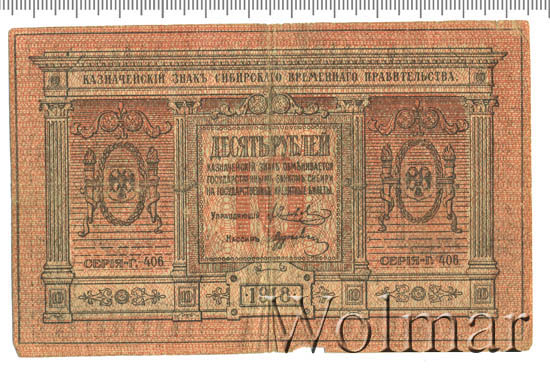 КАЗНАЧЕЙСКІЙ ЗНАКЪ СИБИРСКАГО ВРЕМЕННАГО ПРАВИТЕЛЬСТВА.
ДЕСЯТЬ РУБЛЕЙ
КАЗНАЧЕЙСКІЙ ЗНАКЪ ОБМѢНИВАЕТСЯ
ГОСУДАРСТВЕННЫМЪ БАНКОМЪ СИБИРИ
НА ГОСУДАРСТВЕННЫЕ КРЕДИТНЫЕ БИЛЕТЫ.
Управляющій
Кассиръ
СЕРІЯ-Г. 406
СЕРІЯ-Г. 406
10 10 10 10
1918
Wolmar